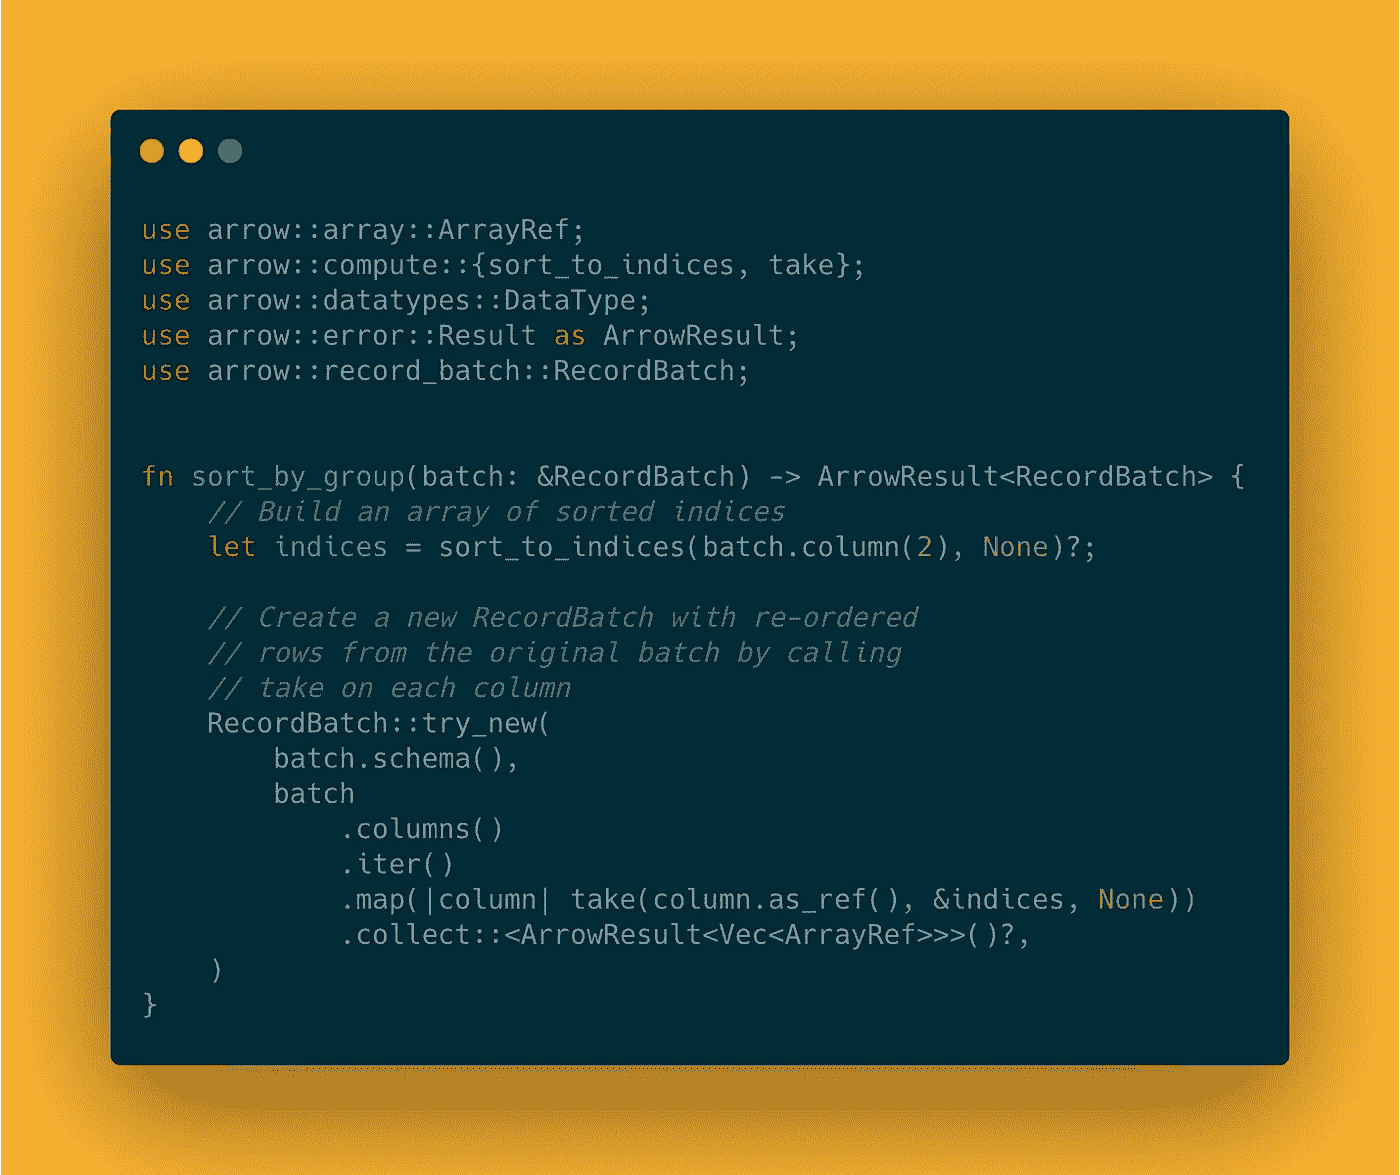 use arrow::array::ArrayRef;
use arrow::compute::{sort_to_indices, take};
use arrow::datatypes::DataType;
use arrow::error::Result as ArrowResult;
use arrow::record_batch::RecordBatch;
fn sort_by_group(batch: &RecordBatch) -> ArrowResult<RecordBatch> {
// Build an array of sorted indices
let indices = sort_to_indices(batch.column(2), None)?;
// Create a new RecordBatch with re-ordered
// rows from the original batch by calling
// take on each column
RecordBatch::try_new(
batch.schema(),
batch
.columns()
.iter()
.map(|column| take(column.as_ref(), &indices, None))
.collect::<ArrowResult<Vec<ArrayRef>>>()?,
)
}